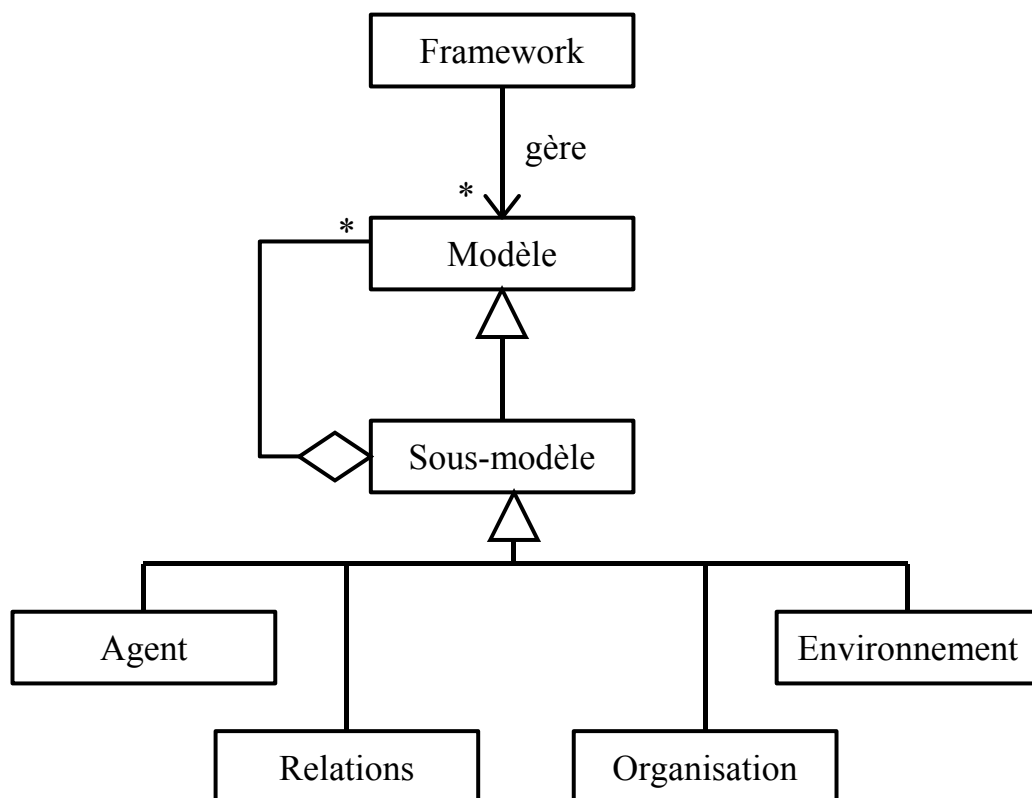 Framework
gère
*
*
Modèle
Sous-modèle
Agent
Environnement
Relations
Organisation